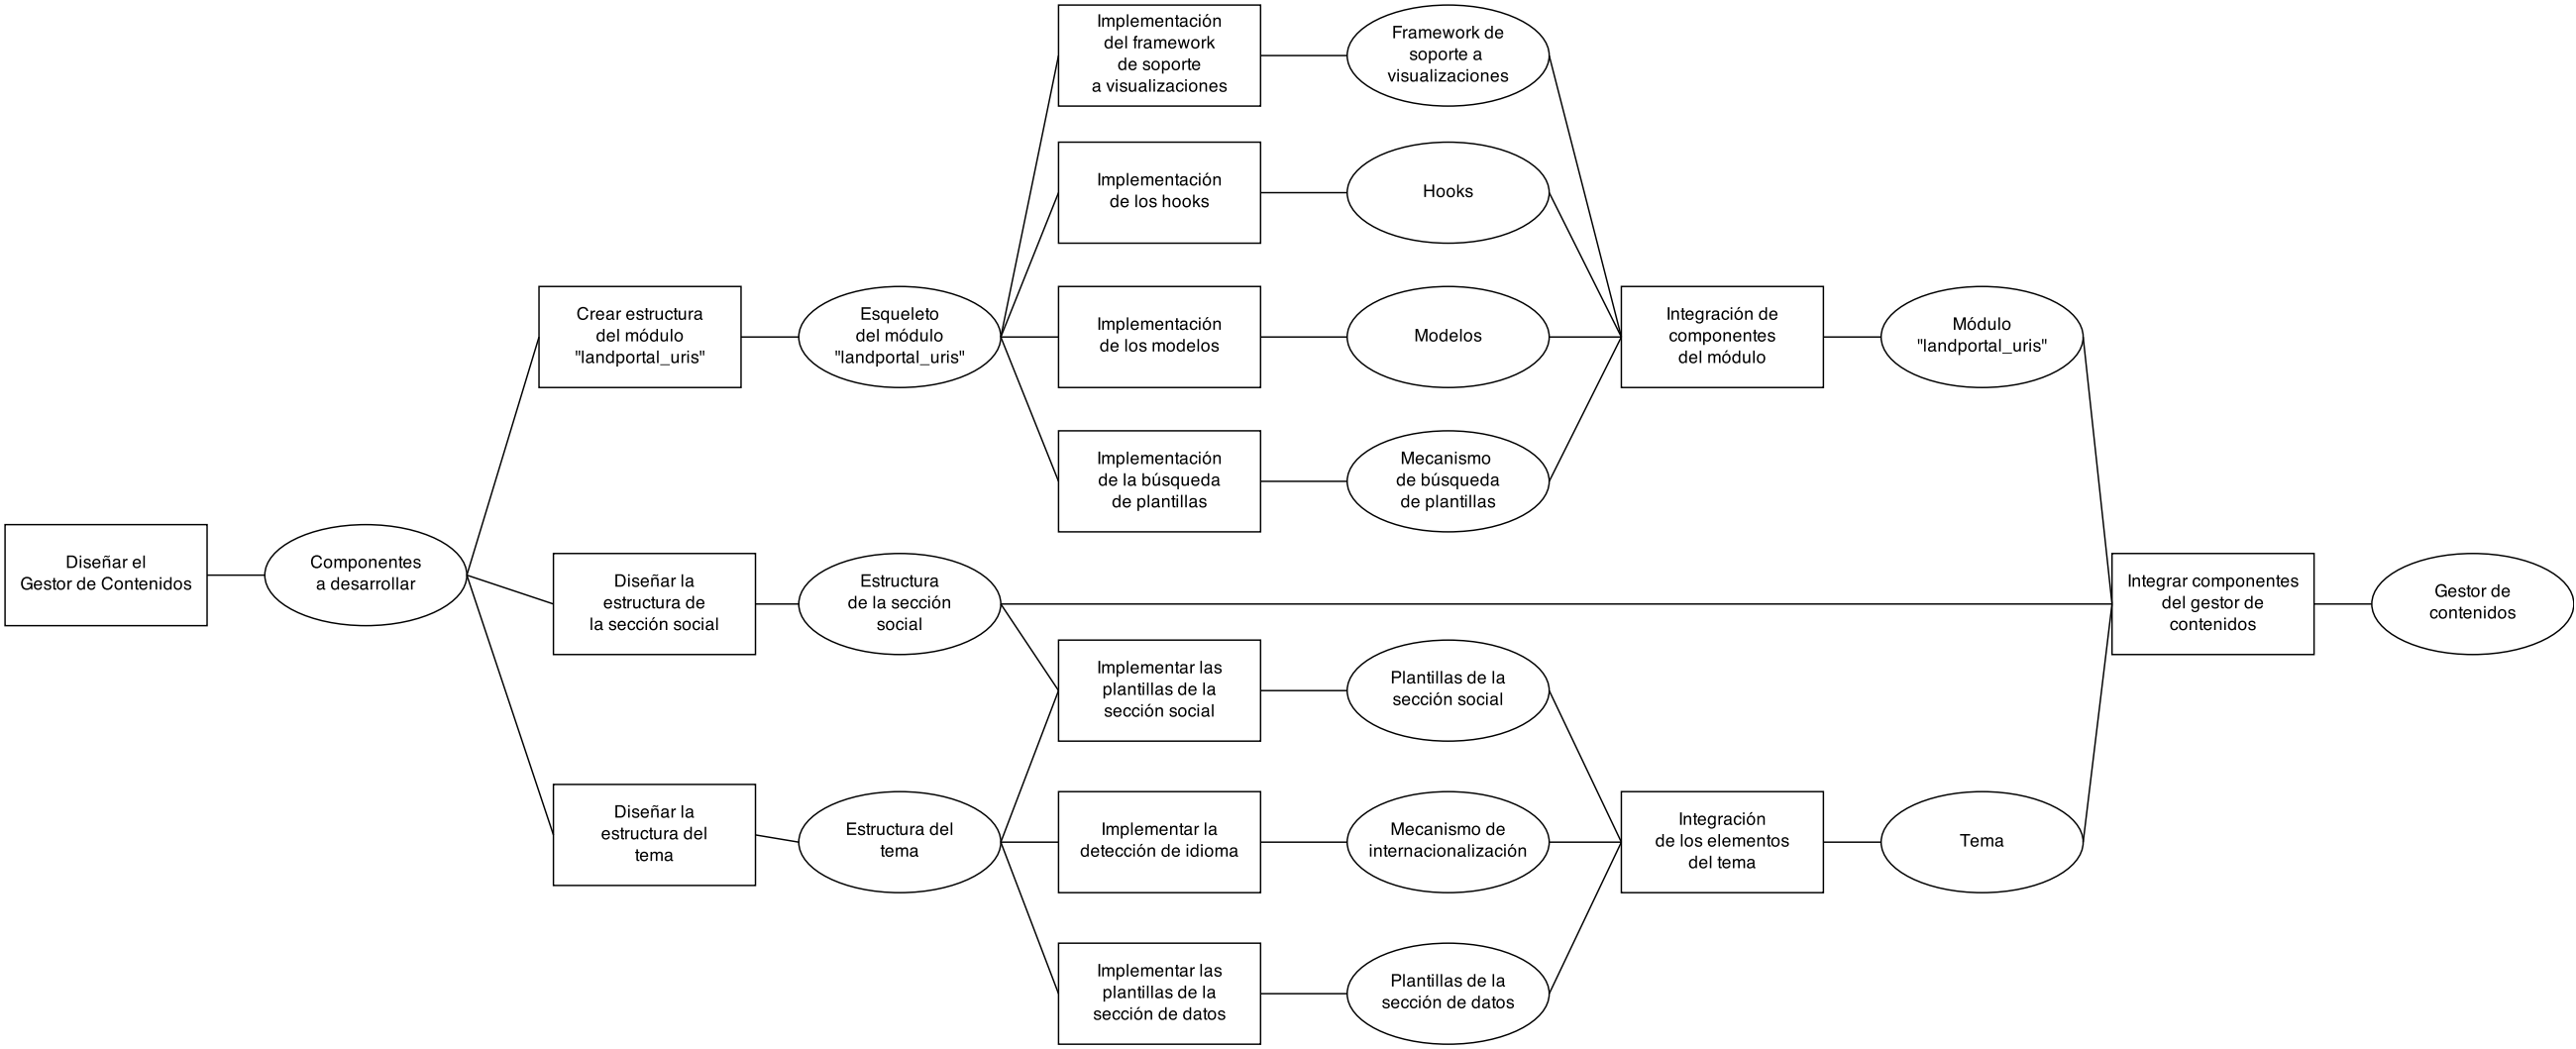 Diseñar el
Gestor de Contenidos
Componentes
a desarrollar
Crear estructura
del módulo
"landportal_uris"
Esqueleto
del módulo
"landportal_uris"
Implementación
del framework
de soporte
a visualizaciones
Framework de
soporte a
visualizaciones
Implementación
de los hooks
Hooks
Implementación
de los modelos
Modelos
Implementación
de la búsqueda
de plantillas
Mecanismo
de búsqueda
de plantillas
Integración de
componentes
del módulo
Módulo
"landportal_uris"
Diseñar la
estructura de
la sección social
Estructura
de la sección
social
Diseñar la
estructura del
tema
Estructura del
tema
Implementar las
plantillas de la
sección social
Plantillas de la
sección social
Implementar la
detección de idioma
Mecanismo de
internacionalización
Implementar las
plantillas de la
sección de datos
Plantillas de la
sección de datos
Integración
de los elementos
del tema
Tema
Integrar componentes
del gestor de
contenidos
Gestor de
contenidos